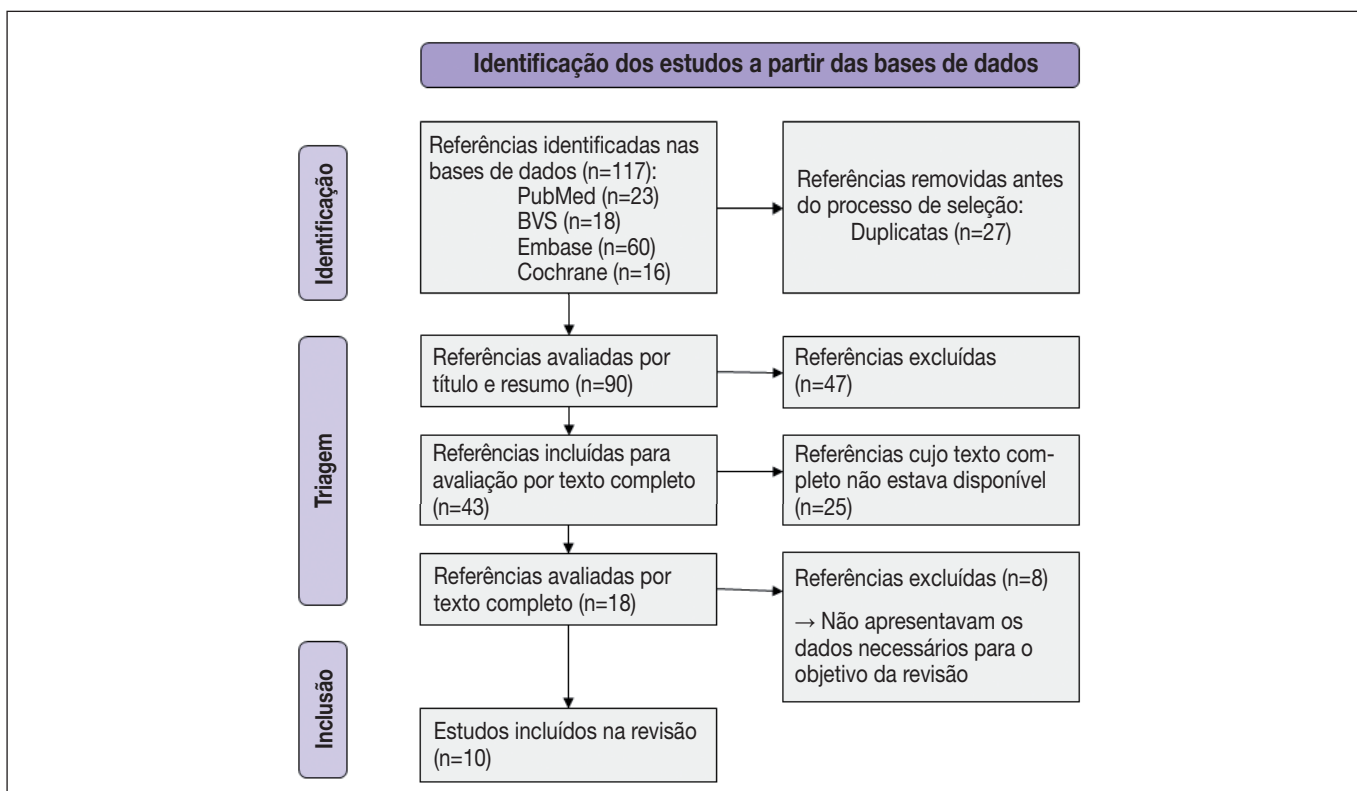 Identificação dos estudos a partir das bases de dados
Identificação
Referências identificadas nas
bases de dados (n=117):
PubMed (n=23)
BVS (n=18)
Embase (n=60)
Cochrane (n=16)
Referências removidas antes
do processo de seleção:
Duplicatas (n=27)
Triagem
Referências avaliadas por
título e resumo (n=90)
Referências excluídas
(n=47)
Referências incluídas para
avaliação por texto completo
(n=43)
Referências cujo texto com-
pleto não estava disponível
(n=25)
Referências avaliadas por
texto completo (n=18)
Referências excluídas (n=8)
→ Não apresentavam os
dados necessários para o
objetivo da revisão
Inclusão
Estudos incluídos na revisão
(n=10)